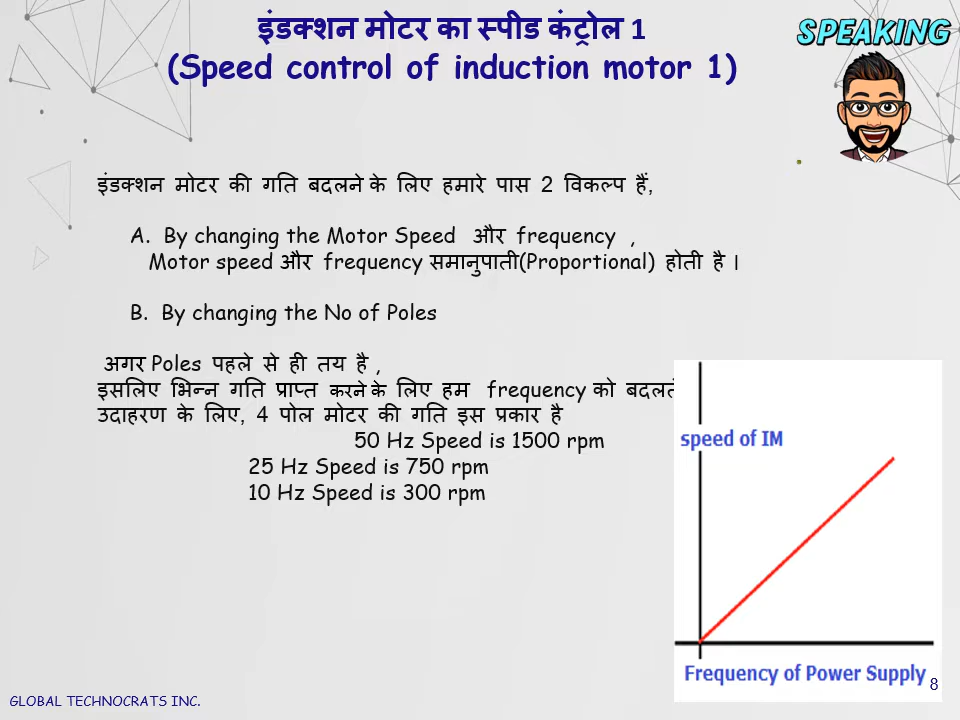 इंडक्शन मोटर का स्पीड कंट्रोल 1
(Speed control of induction motor 1)
SPEAKING
इंडक्शन मोटर की गति बदलने के लिए हमारे पास 2 विकल्प हैं,
A. By changing the Motor Speed और frequency ,
Motor speed और frequency समानुपाती(Proportional) होती है ।
B. By changing the No of Poles
अगर Poles पहले से ही तय है ,
इसलिए भिन्न गति प्राप्त करने के लिए हम frequency को
उदाहरण के लिए, 4 पोल मोटर की गति इस प्रकार है
50 Hz Speed is 1500 rpm
25 Hz Speed is 750 rpm
10 Hz Speed is 300 rpm
speed of IM
Frequency of Power Supply
8
GLOBAL TECHNOCRATS INC.